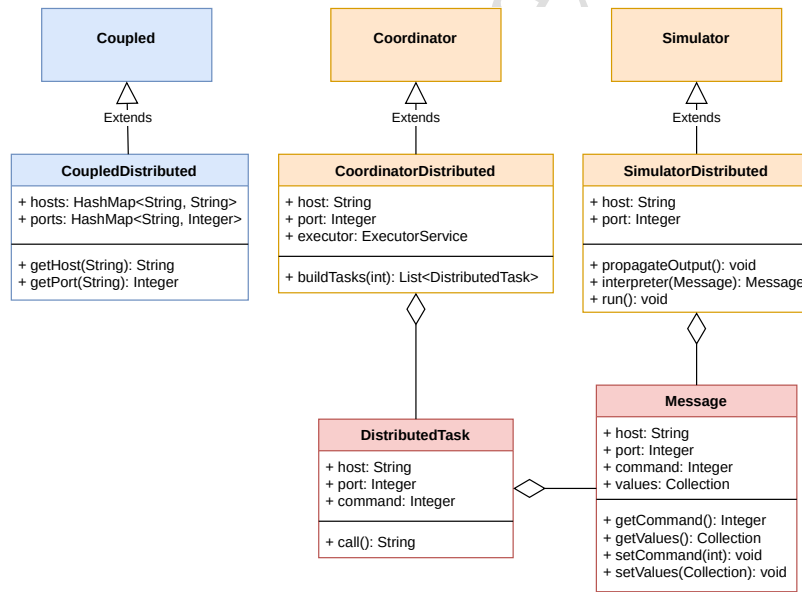 Coupled
Coordinator
Simulator
Extends
Extends
Extends
CoupledDistributed
+ hosts: HashMap<String, String>
+ ports: HashMap<String, Integer>
+ getHost(String): String
+ getPort(String): Integer
CoordinatorDistributed
+ host: String
+ port: Integer
+ executor: ExecutorService
+ buildTasks(int): List<DistributedTask>
SimulatorDistributed
+ host: String
+ port: Integer
+ propagateOutput(): void
+ interpreter(Message): Message
+ run(): void
DistributedTask
+ host: String
+ port: Integer
+ command: Integer
+ call(): String
Message
+ host: String
+ port: Integer
+ command: Integer
+ values: Collection
+ getCommand(): Integer
+ getValues(): Collection
+ setCommand(int): void
+ setValues(Collection): void